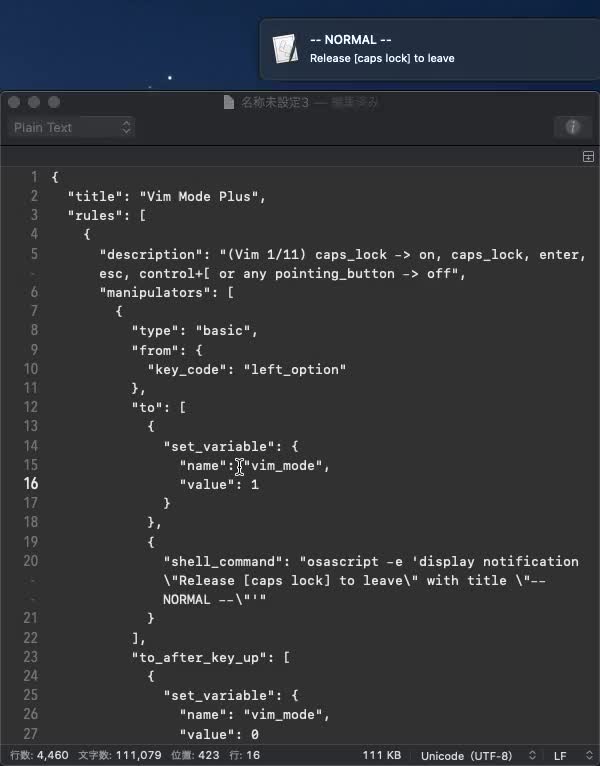 -- NORMAL --
Release [caps lock] to leave
名称未設定3 — 編集済み
Plain Text
1 {
2 "title": "Vim Mode Plus",
3 "rules": [
4 {
5 "description": "(Vim 1/11) caps_lock -> on, caps_lock, enter,
- esc, control+[ or any pointing_button -> off",
6 "manipulators": [
7 {
8 "type": "basic",
9 "from": {
10 "key_code": "left_option"
11 },
12 "to": [
13 {
14 "set_variable": {
15 "name": "vim_mode",
16 "value": 1
17 }
18 },
19 {
20 "shell_command": "osascript -e 'display notification
- \"Release [caps lock] to leave\" with title \"--
- NORMAL --\"'"
21 }
22 ],
23 "to_after_key_up": [
24 {
25 "set_variable": {
26 "name": "vim_mode",
27 "value": 0
行数: 4,460 文字数: 111,079 位置: 423 行: 16 111 KB Unicode (UTF-8) LF